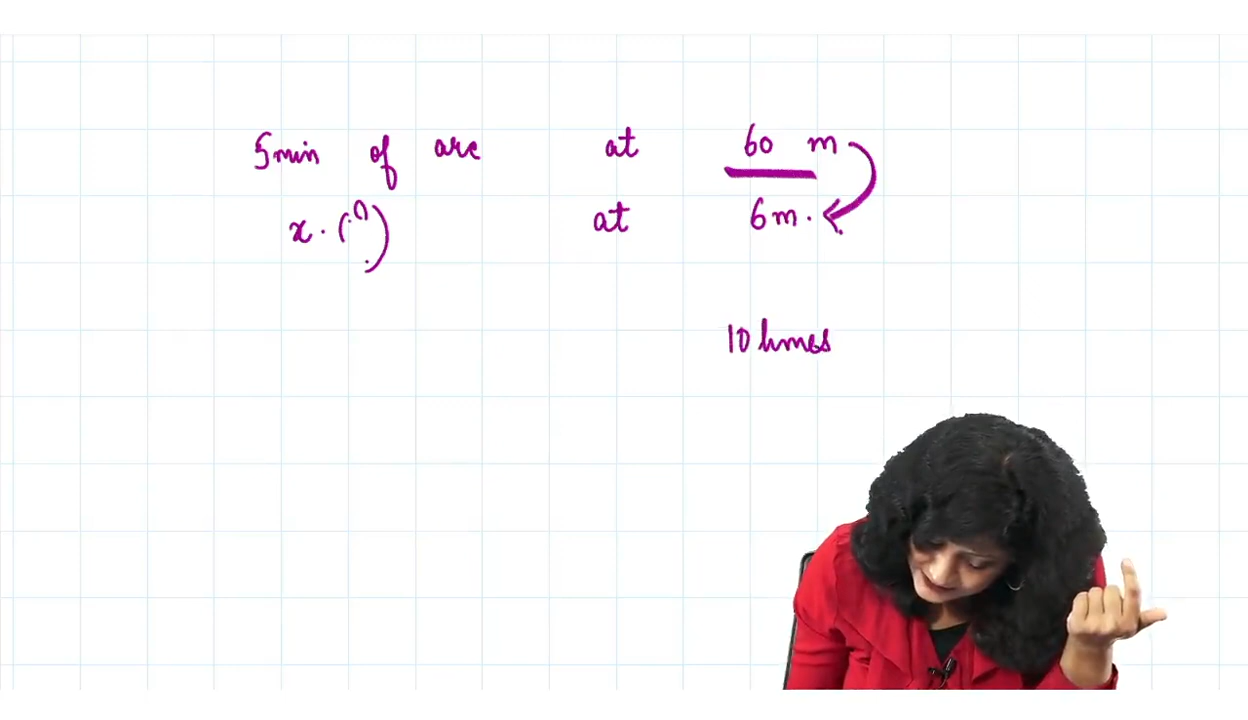 5min of arc at 60 m
x. (?) at 6m.
10 times